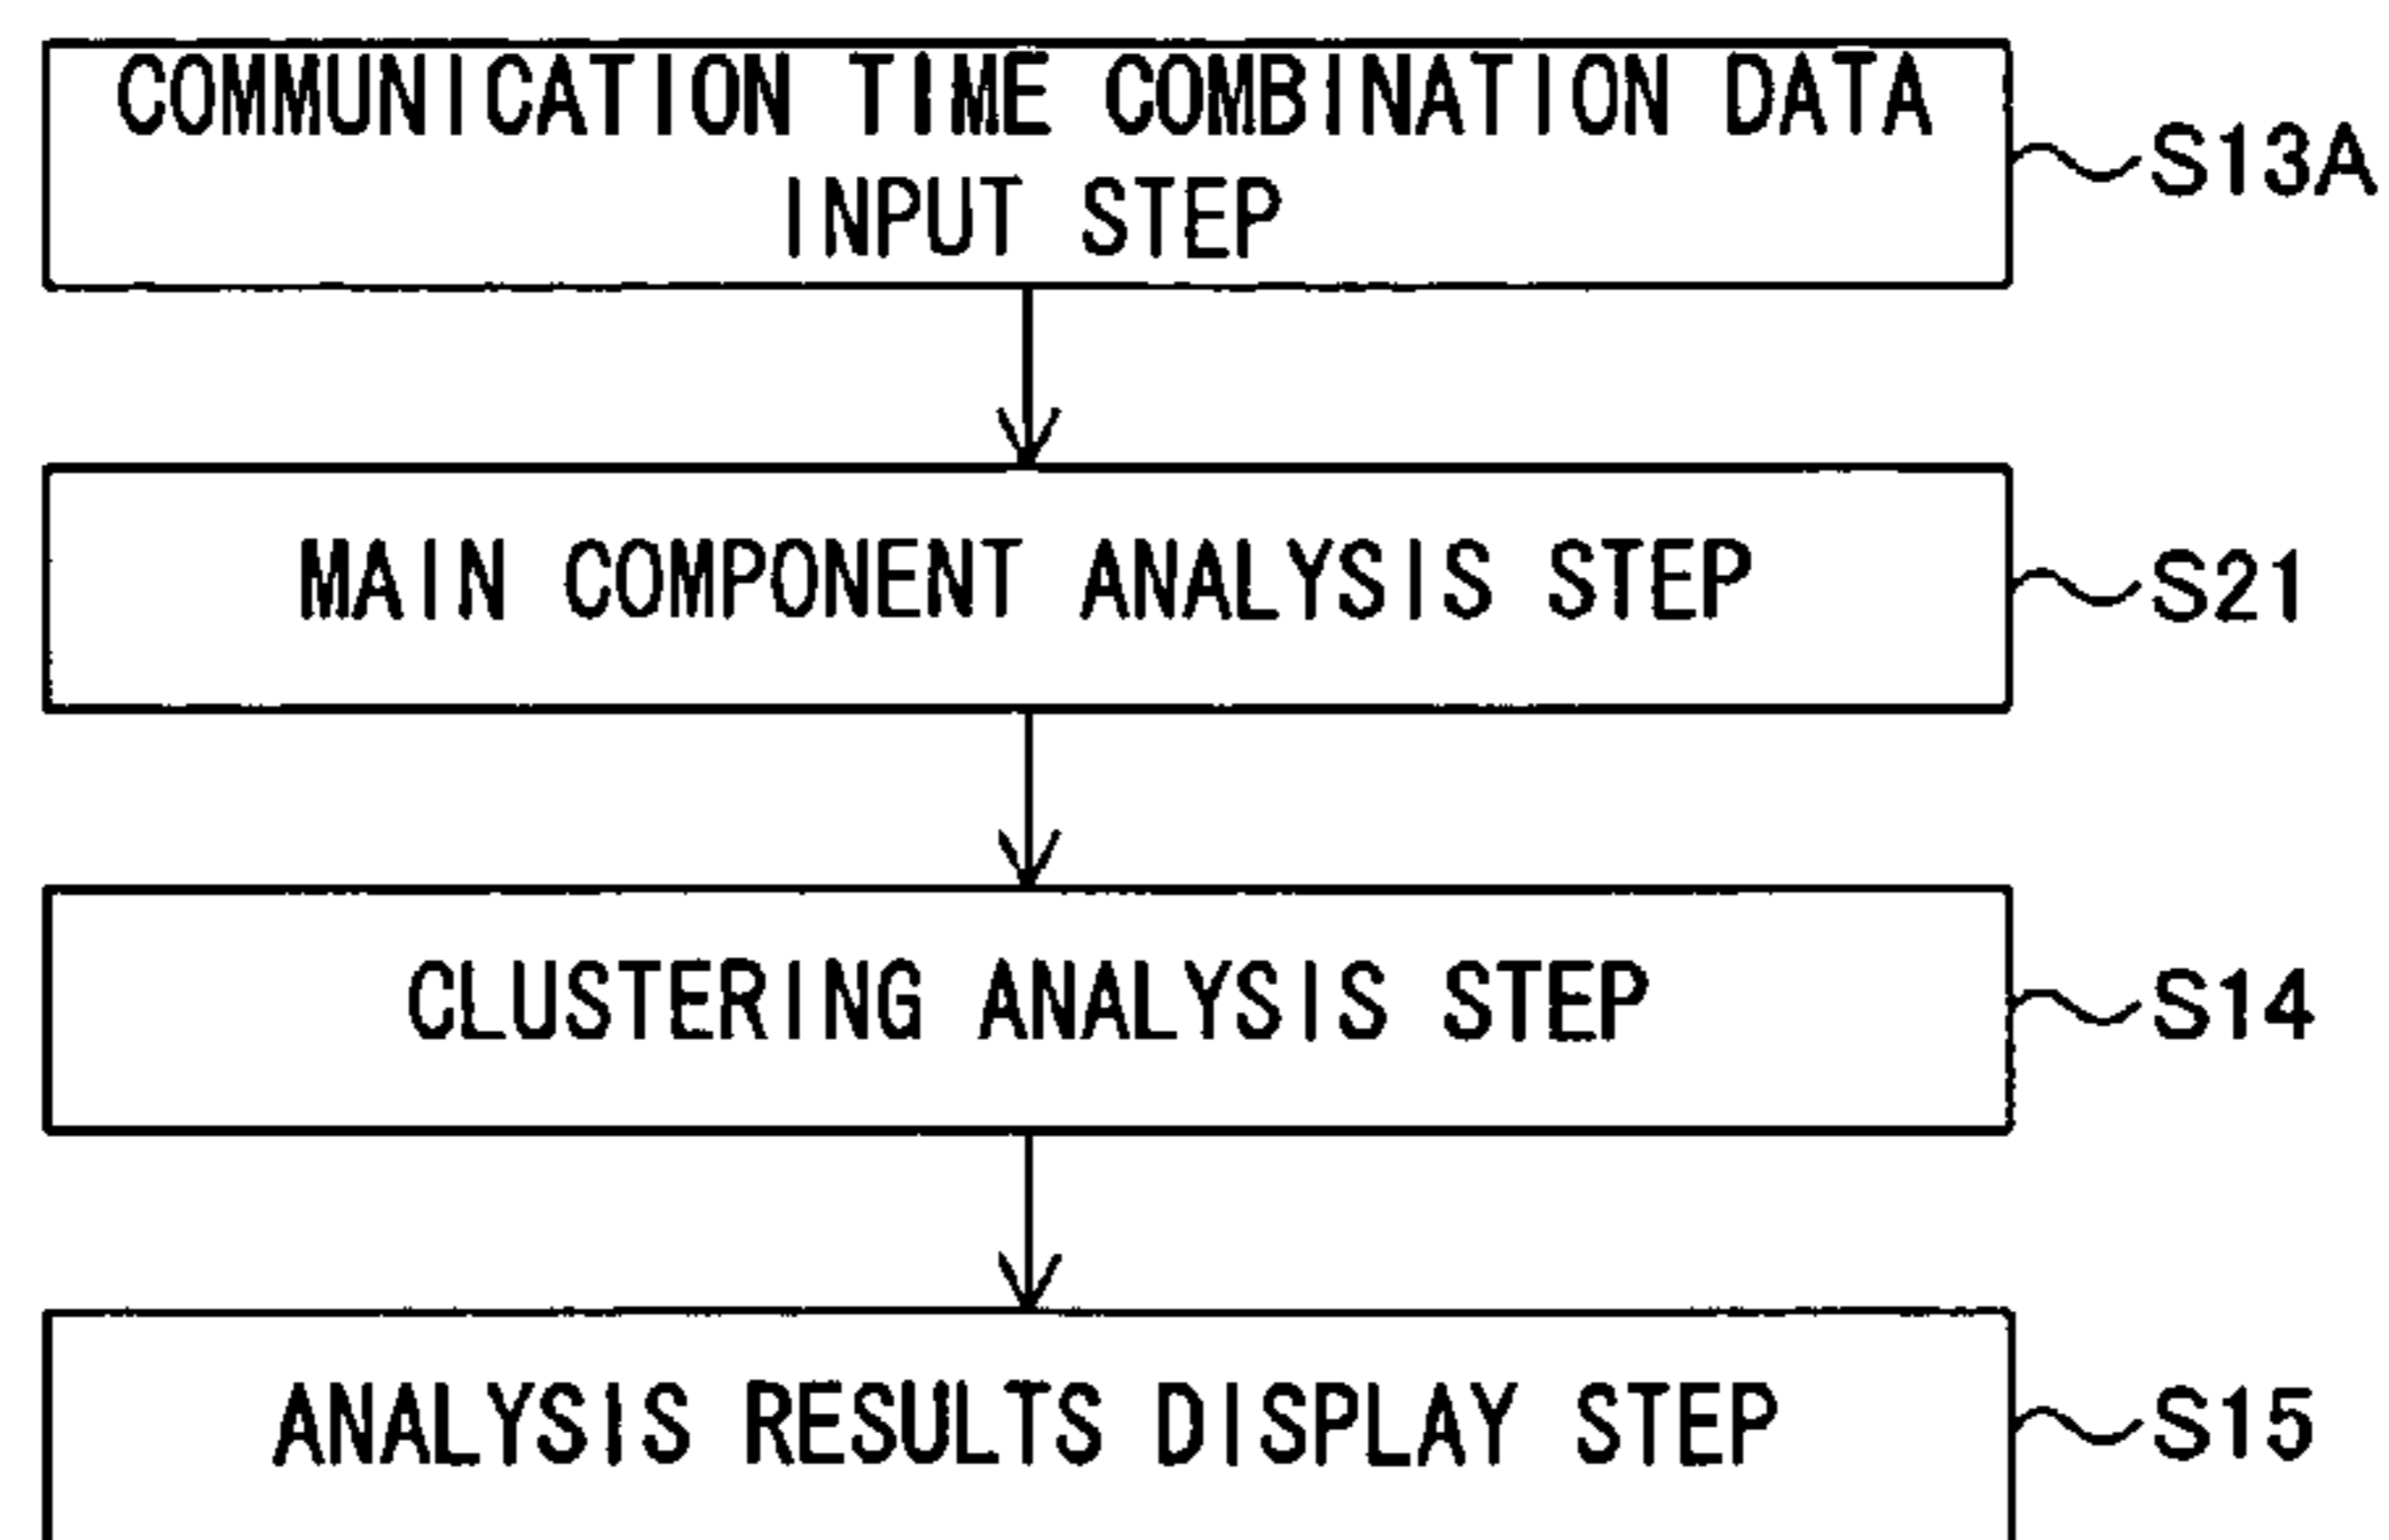 COMMUNICATION TIME COMBINATION DATA
INPUT STEP
S13A
MAIN COMPONENT ANALYSIS STEP
S21
CLUSTERING ANALYSIS STEP
S14
ANALYSIS RESULTS DISPLAY STEP
S15